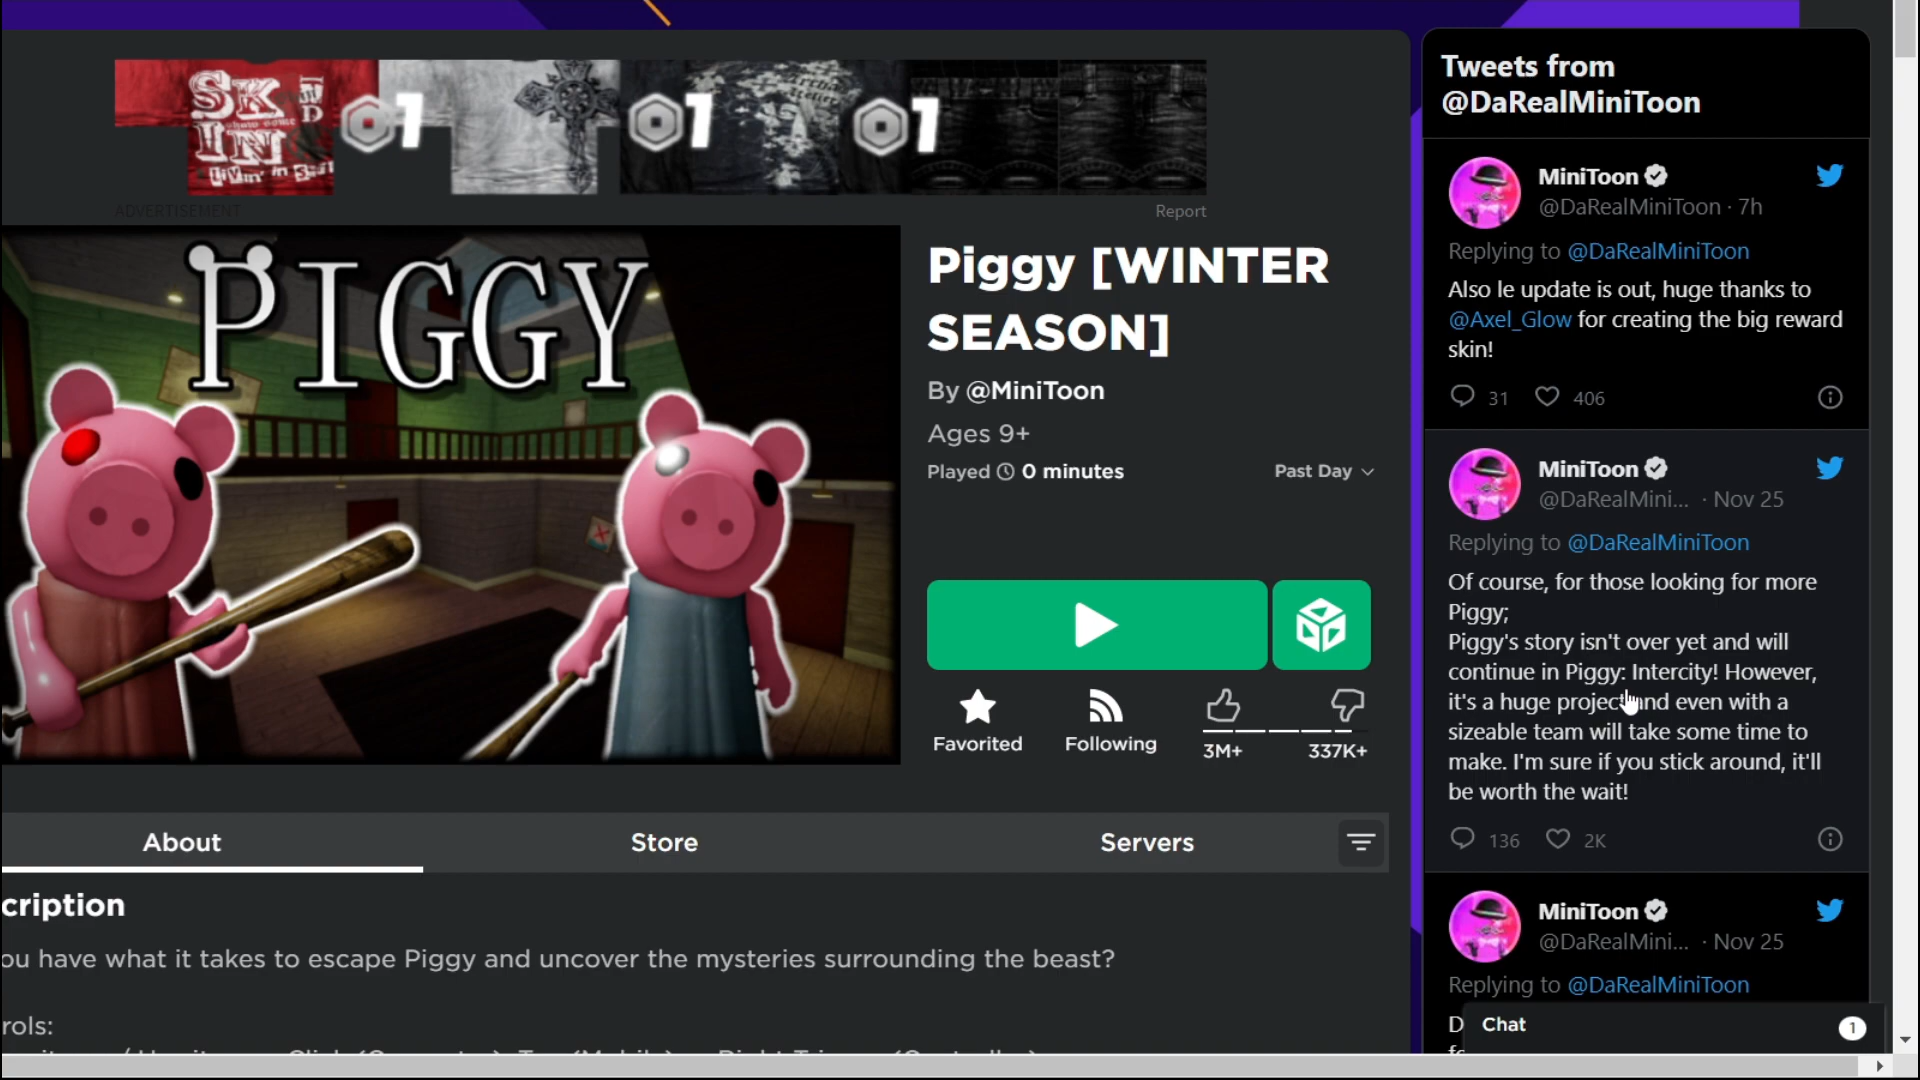 SKIN
1
1
1
ADVERTISEMENT
Report
PIGGY
Piggy [WINTER
SEASON]
By @MiniToon
Ages 9+
Played 0 minutes
Past Day
Favorited
Following
3M+
337K+
About
Store
Servers
cription
ou have what it takes to escape Piggy and uncover the mysteries surrounding the beast?
rols:
Tweets from
@DaRealMiniToon
MiniToon
@DaRealMiniToon · 7h
Replying to @DaRealMiniToon
Also le update is out, huge thanks to
@Axel_Glow for creating the big reward
skin!
31
406
MiniToon
@DaRealMini... · Nov 25
Replying to @DaRealMiniToon
Of course, for those looking for more
Piggy;
Piggy's story isn't over yet and will
continue in Piggy: Intercity! However,
it's a huge project and even with a
sizeable team will take some time to
make. I'm sure if you stick around, it'll
be worth the wait!
136
2K
MiniToon
@DaRealMini... · Nov 25
Replying to @DaRealMiniToon
D
Chat
1